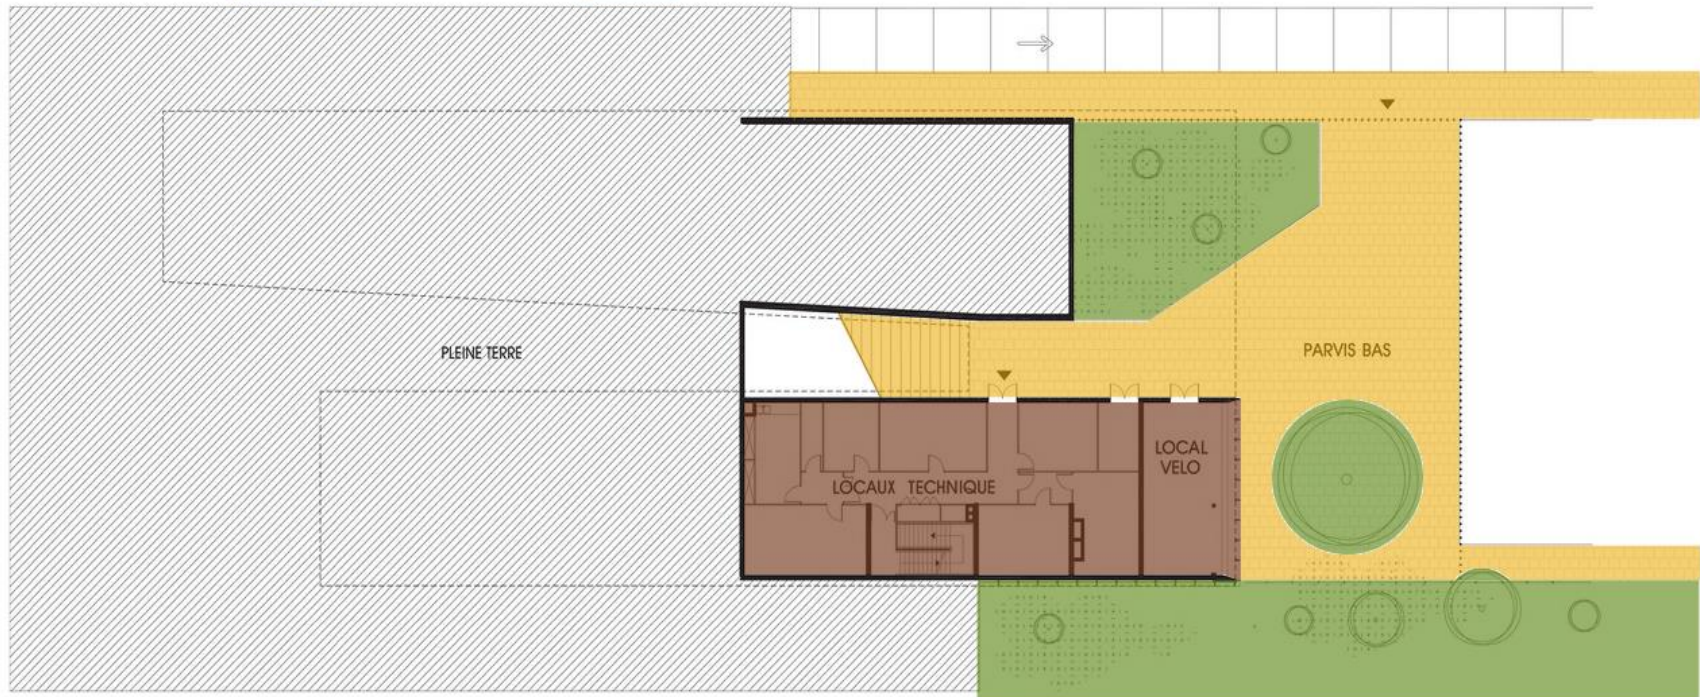 PLEINE TERRE
PARVIS BAS
LOCAL
VELO
LOCAUX TECHNIQUE